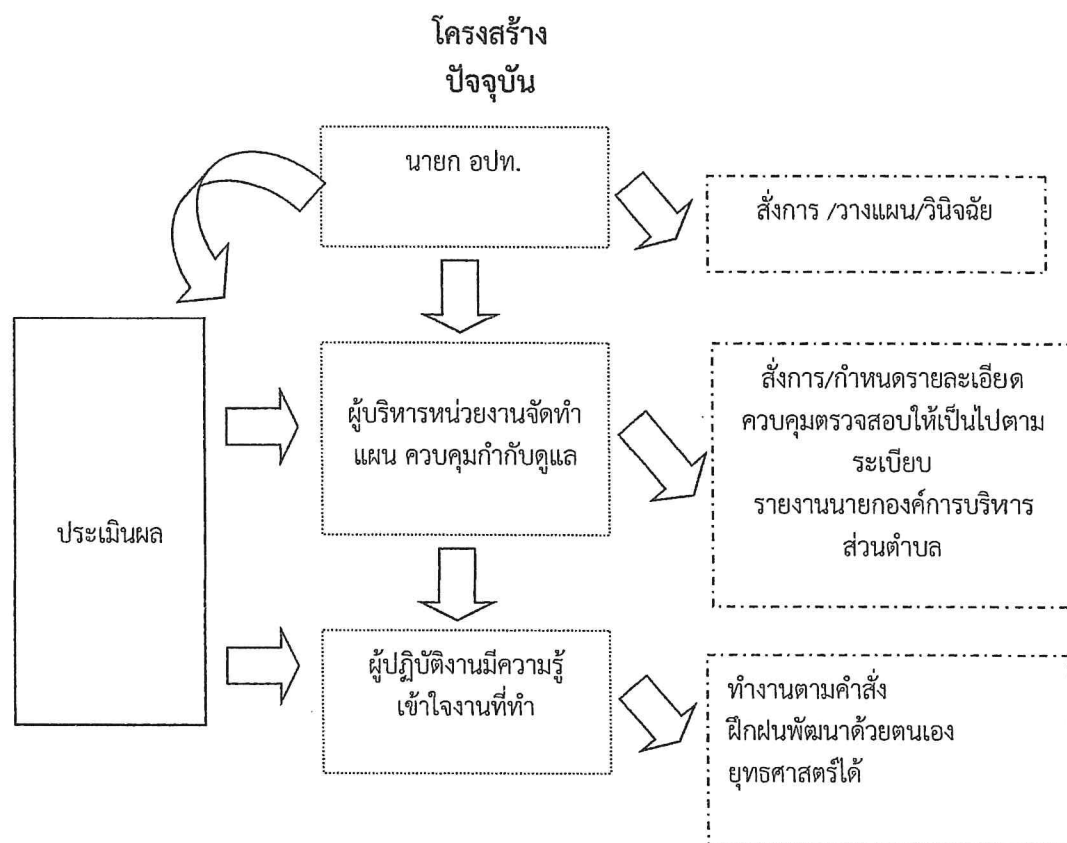 โครงสร้าง
ปัจจุบัน
นายก อปท.
สั่งการ /วางแผน/วินิจฉัย
ผู้บริหารหน่วยงานจัดทำ
แผน ควบคุมกำกับดูแล
สั่งการ/กำหนดรายละเอียด
ควบคุมตรวจสอบให้เป็นไปตาม
ระเบียบ
รายงานนายกองค์การบริหาร
ส่วนตำบล
ประเมินผล
ผู้ปฏิบัติงานมีความรู้
เข้าใจงานที่ทำ
ทำงานตามคำสั่ง
ฝึกฝนพัฒนาด้วยตนเอง
ยุทธศาสตร์ได้